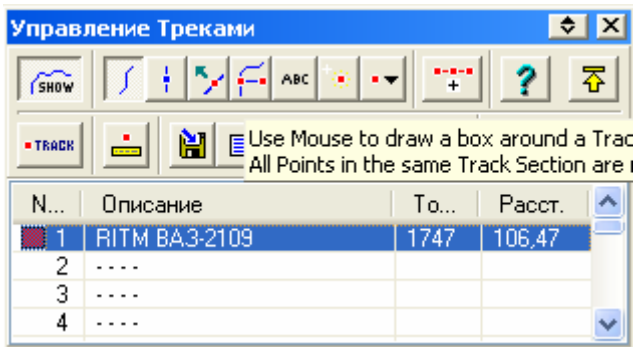 Управление Треками
SHOW
ABC
?
TRACK
Use Mouse to draw a box around a Trac
All Points in the same Track Section are
N... Описание То... Расст.
1 RITM ВАЗ-2109 1747 106,47
2 ----
3 ----
4 ----